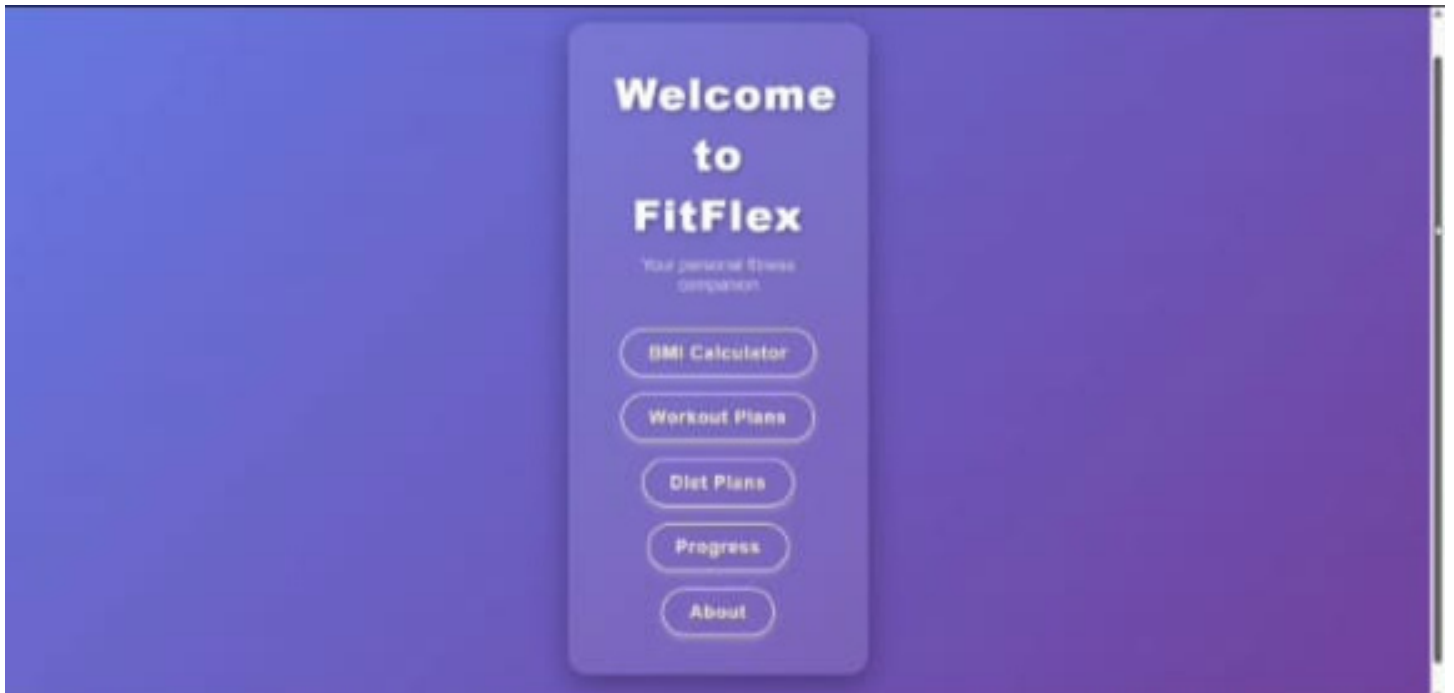 Welcome
to
FitFlex
Your personal fitness
companion
BMI Calculator
Workout Plans
Diet Plans
Progress
About